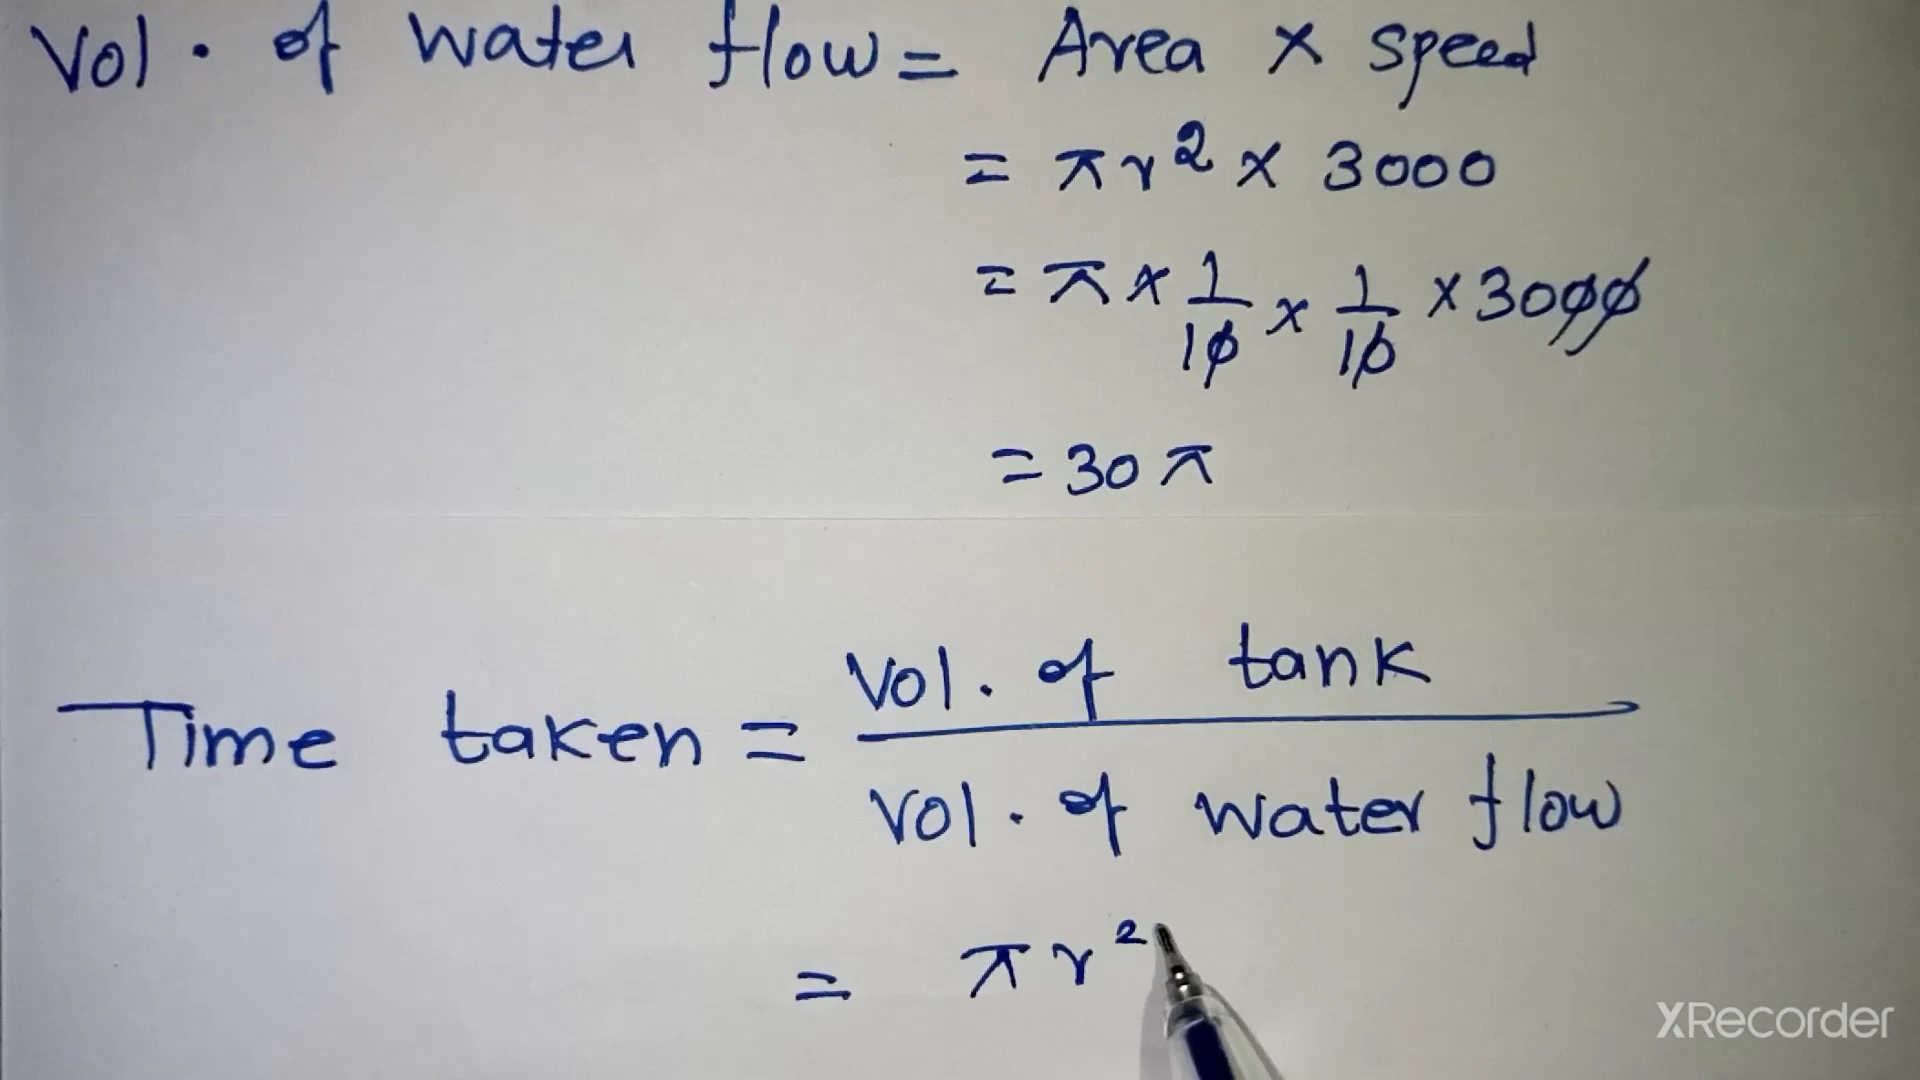 Vol. of water flow = Area × speed
= πr² × 3000
= π × 1/10 × 1/10 × 3000
= 30π
Time taken = Vol. of tank / Vol. of water flow
= πr²
XRecorder